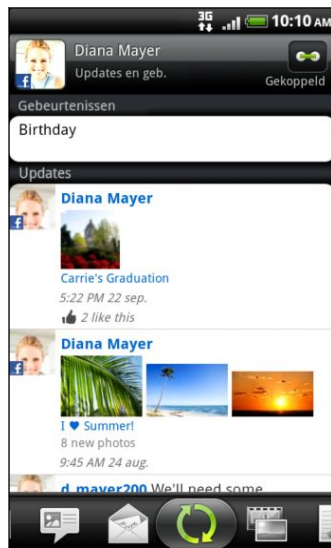 3G 10:10 AM
Diana Mayer
Updates en geb.
Gekoppeld
Gebeurtenissen
Birthday
Updates
Diana Mayer
Carrie's Graduation
5:22 PM 22 sep.
2 like this
Diana Mayer
I ♥ Summer!
8 new photos
9:45 AM 24 aug.
d_mayer200 We'll need some